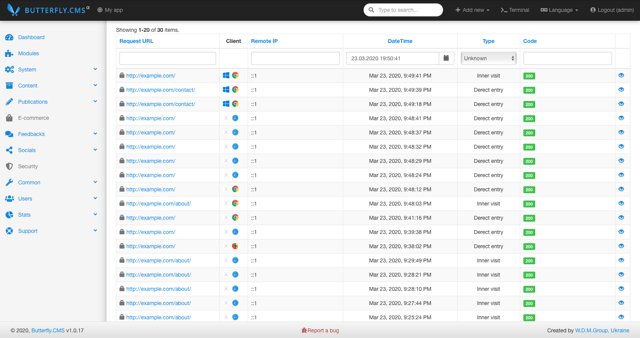 BUTTERFLY.CMS
My app
Type to search...
Add new
Terminal
Language
Logout (admin)
Dashboard
Modules
System
Content
Publications
E-commerce
Feedbacks
Socials
Security
Common
Users
Stats
Support
Showing 1-20 of 30 items.
Request URL Client Remote IP DateTime Type Code
23.03.2020 19:50:41 Unknown
http://example.com/ ::1 Mar 23, 2020, 9:49:41 PM Inner visit 200
http://example.com/contact/ ::1 Mar 23, 2020, 9:49:39 PM Derect entry 200
http://example.com/contact/ ::1 Mar 23, 2020, 9:49:18 PM Derect entry 200
http://example.com/ ::1 Mar 23, 2020, 9:48:41 PM Derect entry 200
http://example.com/ ::1 Mar 23, 2020, 9:48:37 PM Derect entry 200
http://example.com/ ::1 Mar 23, 2020, 9:48:32 PM Derect entry 200
http://example.com/ ::1 Mar 23, 2020, 9:48:29 PM Derect entry 200
http://example.com/ ::1 Mar 23, 2020, 9:48:24 PM Derect entry 200
http://example.com/ ::1 Mar 23, 2020, 9:48:12 PM Derect entry 200
http://example.com/about/ ::1 Mar 23, 2020, 9:48:03 PM Inner visit 200
http://example.com/ ::1 Mar 23, 2020, 9:41:16 PM Derect entry 200
http://example.com/ ::1 Mar 23, 2020, 9:39:38 PM Derect entry 200
http://example.com/ ::1 Mar 23, 2020, 9:38:02 PM Derect entry 200
http://example.com/about/ ::1 Mar 23, 2020, 9:29:49 PM Inner visit 200
http://example.com/about/ ::1 Mar 23, 2020, 9:28:21 PM Inner visit 200
http://example.com/about/ ::1 Mar 23, 2020, 9:28:10 PM Inner visit 200
http://example.com/about/ ::1 Mar 23, 2020, 9:27:44 PM Inner visit 200
http://example.com/about/ ::1 Mar 23, 2020, 9:25:24 PM Inner visit 200
© 2020, Butterfly.CMS v1.0.17
Report a bug
Created by W.D.M.Group, Ukraine